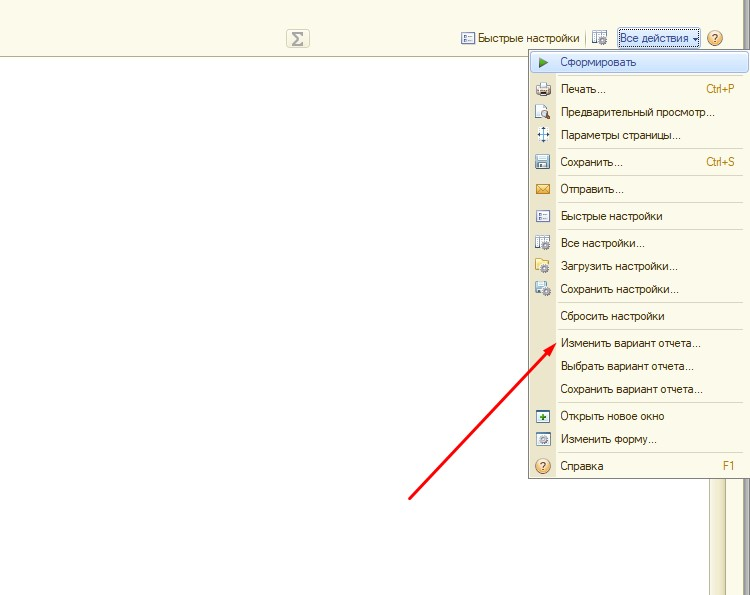 Σ
Быстрые настройки
Все действия
?
Сформировать
Печать... Ctrl+P
Предварительный просмотр...
Параметры страницы...
Сохранить... Ctrl+S
Отправить...
Быстрые настройки
Все настройки...
Загрузить настройки...
Сохранить настройки...
Сбросить настройки
Изменить вариант отчета...
Выбрать вариант отчета...
Сохранить вариант отчета...
Открыть новое окно
Изменить форму...
? Справка F1